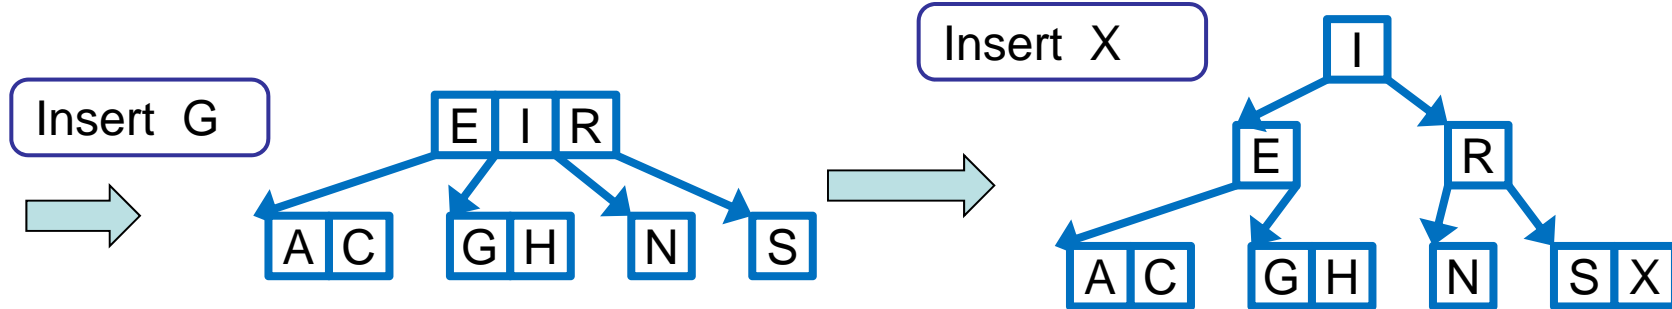 Insert G
E I R
A C G H N S
Insert X
I
E R
A C G H N S X